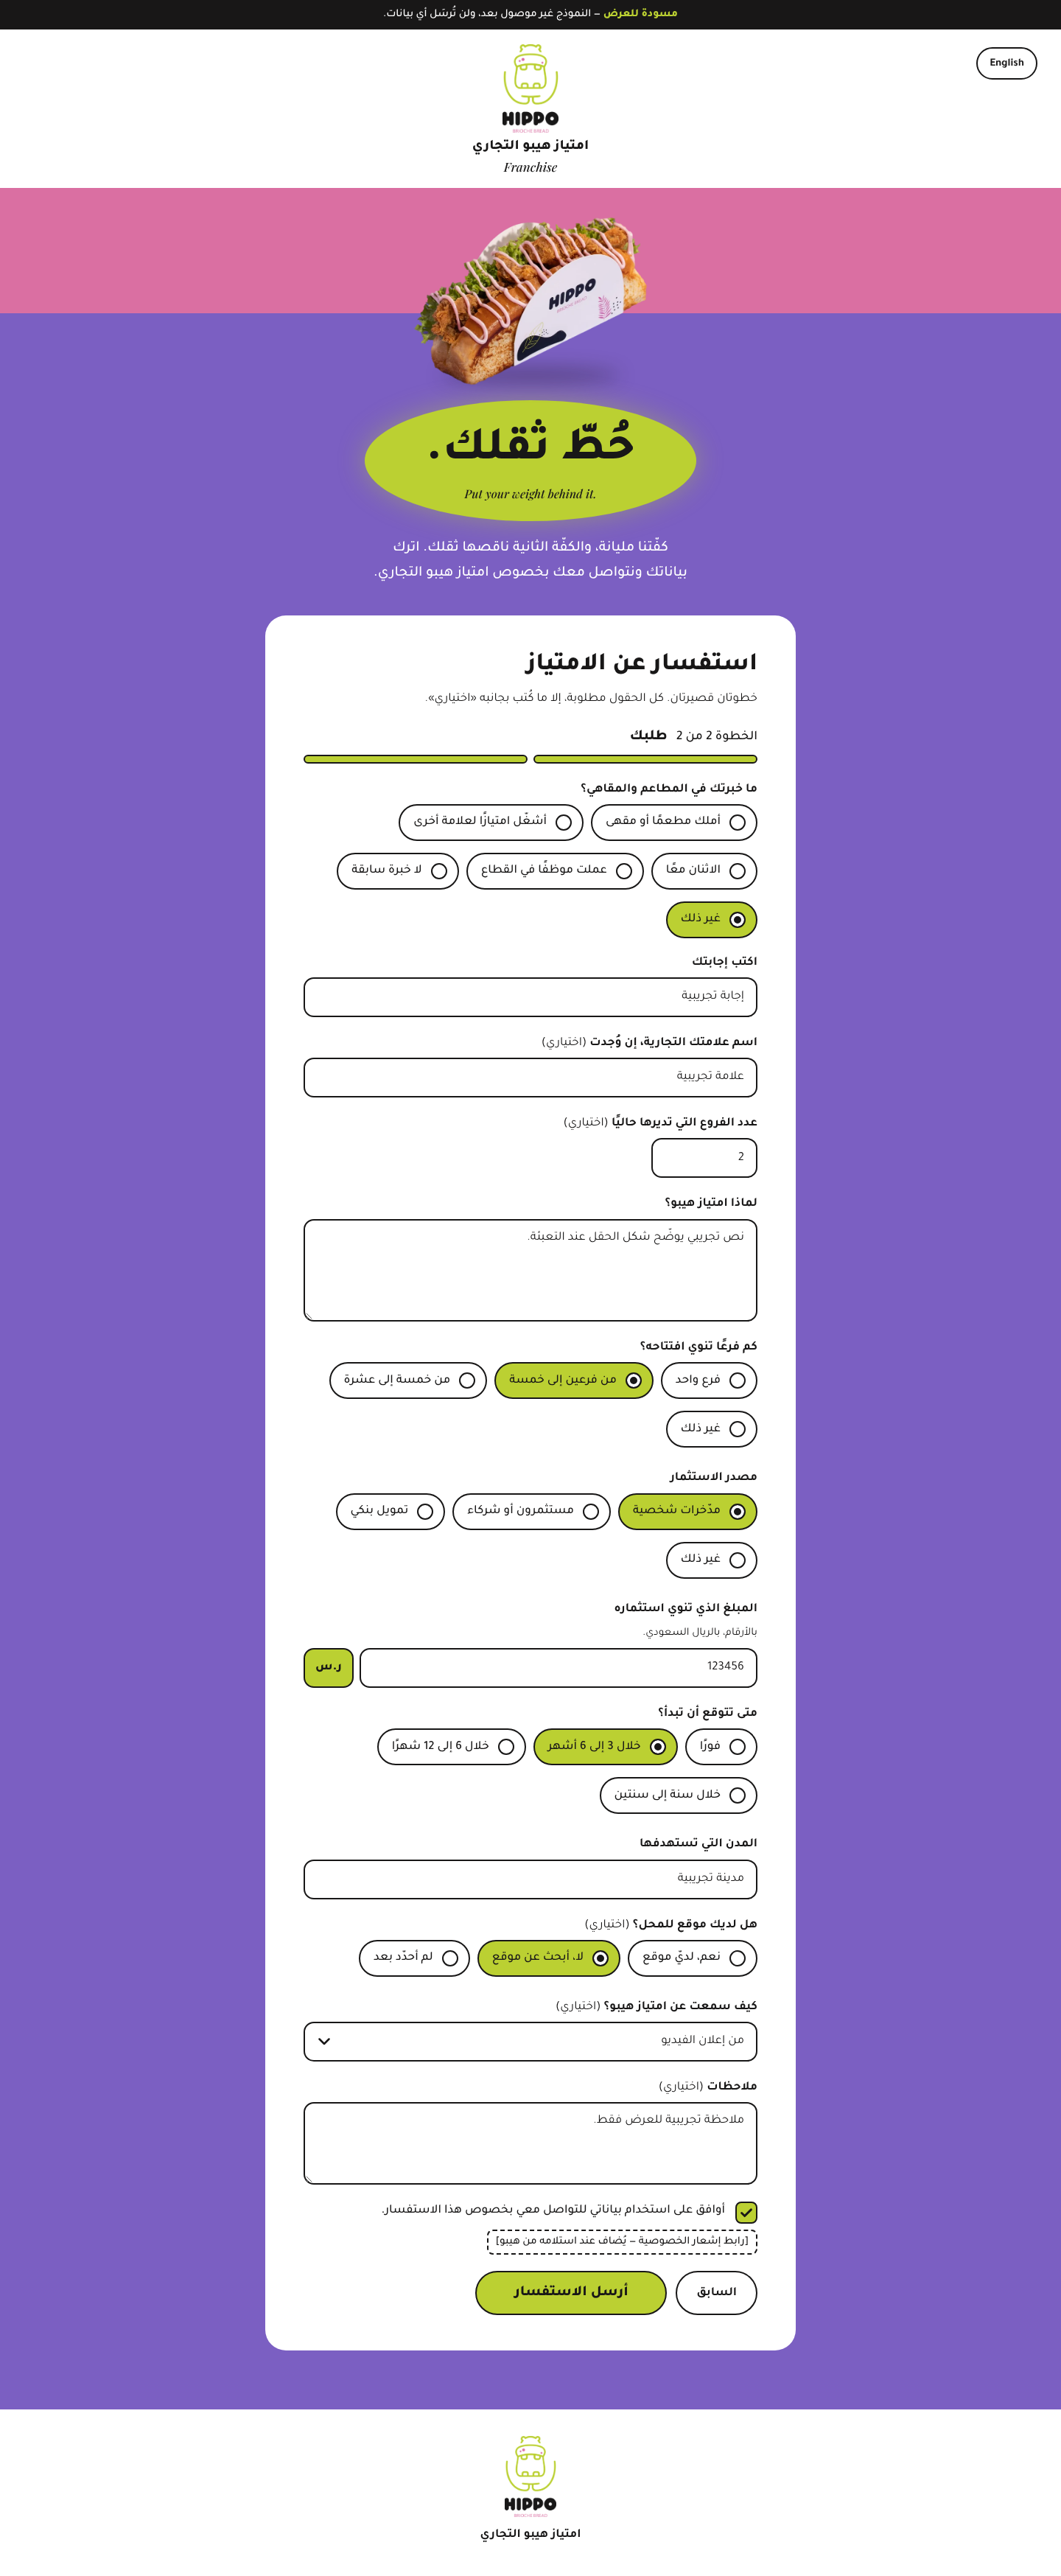 مسودة للعرض – النموذج غير موصول بعد، ولن تُرسَل أي بيانات.
English
HIPPO
BRIOCHE BREAD
امتياز هيبو التجاري
Franchise
HIPPO
حُطّ ثقلك.
Put your weight behind it.
كفّتنا مليانة، والكفّة الثانية ناقصها ثقلك. اترك
بياناتك ونتواصل معك بخصوص امتياز هيبو التجاري.
استفسار عن الامتياز
خطوتان قصيرتان. كل الحقول مطلوبة، إلا ما كُتب بجانبه «اختياري».
الخطوة 2 من 2 طلبك
ما خبرتك في المطاعم والمقاهي؟
أملك مطعمًا أو مقهى
أشغّل امتيازًا لعلامة أخرى
الاثنان معًا
عملت موظفًا في القطاع
لا خبرة سابقة
غير ذلك
اكتب إجابتك
إجابة تجريبية
اسم علامتك التجارية، إن وُجدت (اختياري)
علامة تجريبية
عدد الفروع التي تديرها حاليًا (اختياري)
2
لماذا امتياز هيبو؟
نص تجريبي يوضّح شكل الحقل عند التعبئة.
كم فرعًا تنوي افتتاحه؟
فرع واحد
من فرعين إلى خمسة
من خمسة إلى عشرة
غير ذلك
مصدر الاستثمار
مدّخرات شخصية
مستثمرون أو شركاء
تمويل بنكي
غير ذلك
المبلغ الذي تنوي استثماره
بالأرقام، بالريال السعودي.
123456
ر.س
متى تتوقع أن تبدأ؟
فورًا
خلال 3 إلى 6 أشهر
خلال 6 إلى 12 شهرًا
خلال سنة إلى سنتين
المدن التي تستهدفها
مدينة تجريبية
هل لديك موقع للمحل؟ (اختياري)
نعم، لديّ موقع
لا، أبحث عن موقع
لم أحدّد بعد
كيف سمعت عن امتياز هيبو؟ (اختياري)
من إعلان الفيديو
ملاحظات (اختياري)
ملاحظة تجريبية للعرض فقط.
أوافق على استخدام بياناتي للتواصل معي بخصوص هذا الاستفسار.
[رابط إشعار الخصوصية – يُضاف عند استلامه من هيبو]
السابق
أرسل الاستفسار
HIPPO
BRIOCHE BREAD
امتياز هيبو التجاري